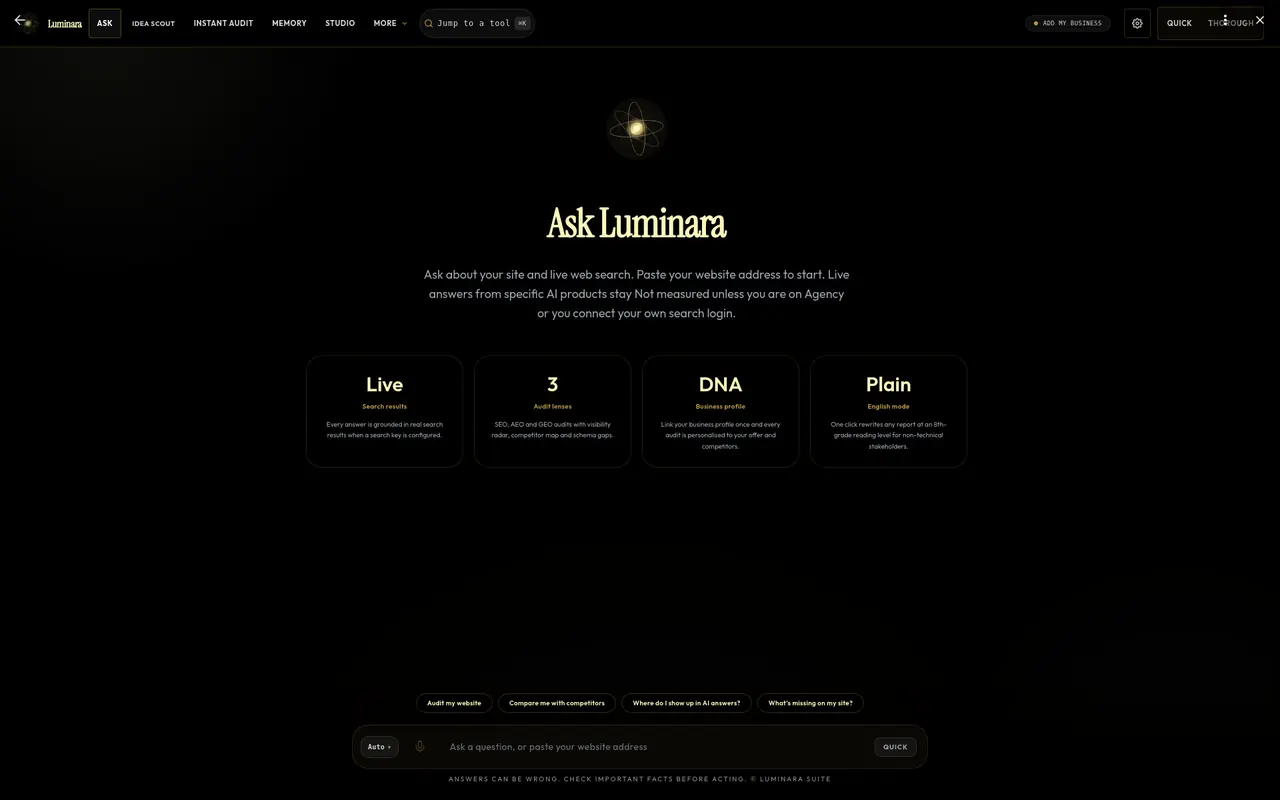 Luminara
ASK
IDEA SCOUT
INSTANT AUDIT
MEMORY
STUDIO
MORE
Jump to a tool ⌘K
ADD MY BUSINESS
QUICK
THOROUGH
Ask Luminara
Ask about your site and live web search. Paste your website address to start. Live
answers from specific AI products stay Not measured unless you are on Agency
or you connect your own search login.
Live
Search results
Every answer is grounded in real search
results when a search key is configured.
3
Audit lenses
SEO, AEO and GEO audits with visibility
radar, competitor map and schema gaps.
DNA
Business profile
Link your business profile once and every
audit is personalised to your offer and
competitors.
Plain
English mode
One click rewrites any report at an 8th-
grade reading level for non-technical
stakeholders.
Audit my website
Compare me with competitors
Where do I show up in AI answers?
What's missing on my site?
Auto
Ask a question, or paste your website address
QUICK
ANSWERS CAN BE WRONG. CHECK IMPORTANT FACTS BEFORE ACTING. © LUMINARA SUITE